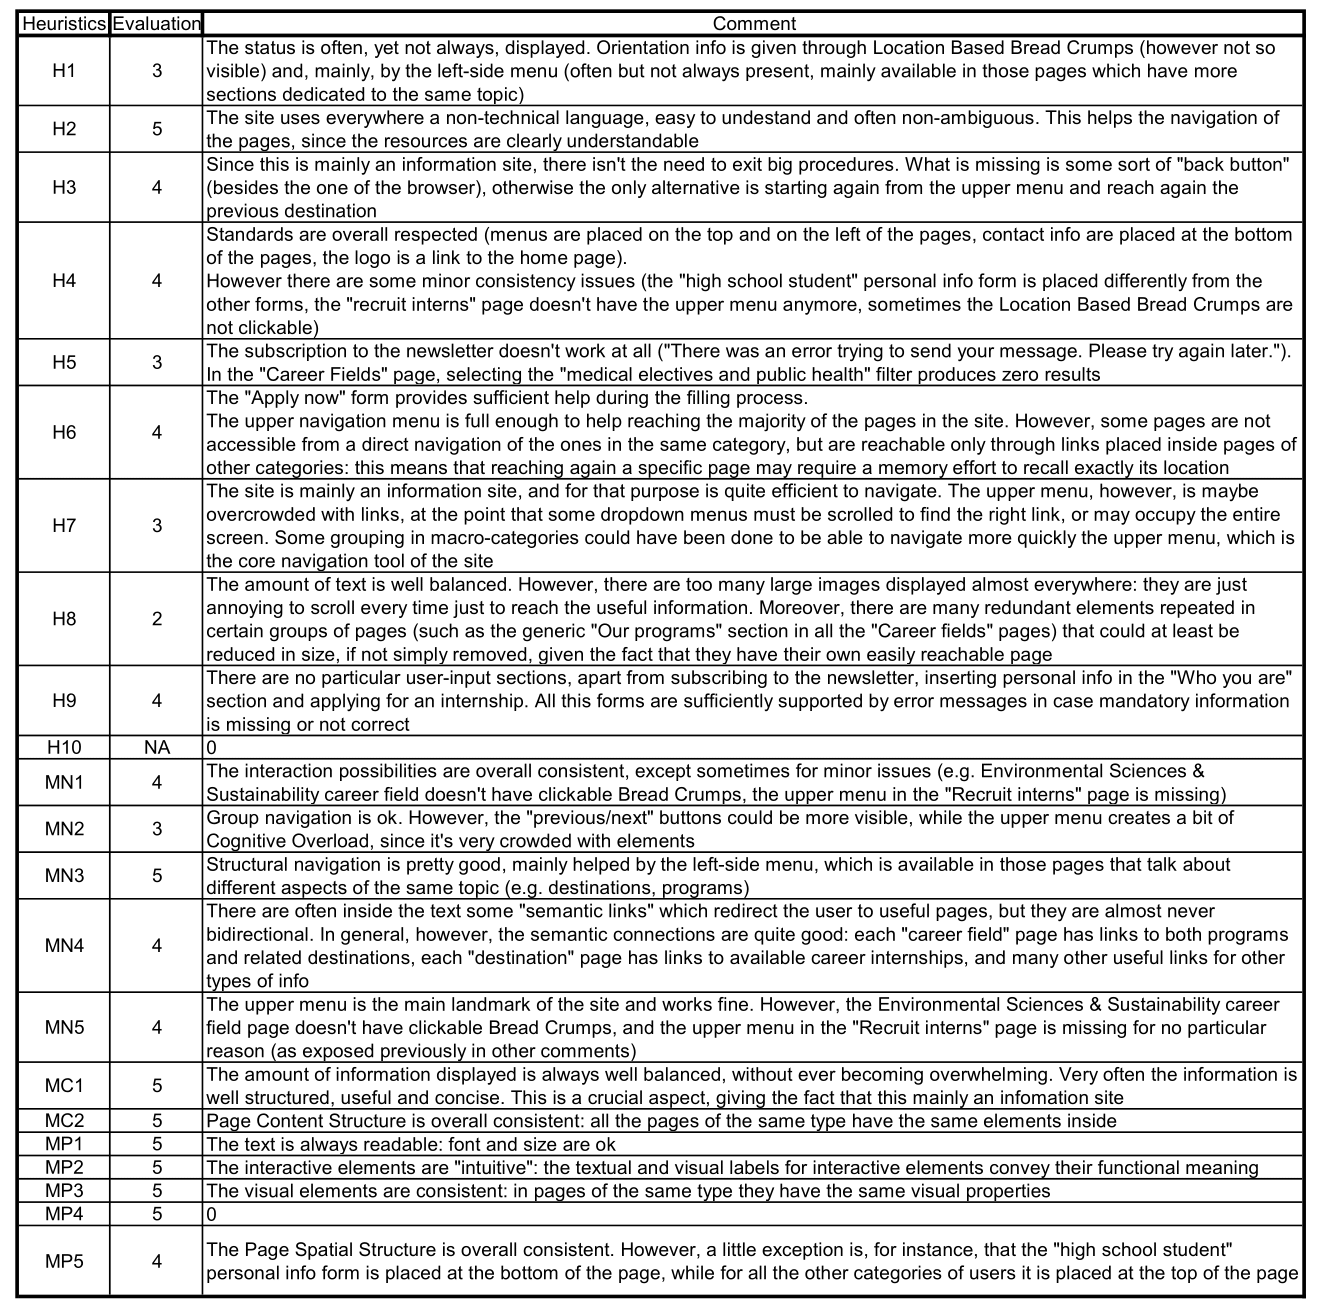 Heuristics Evaluation Comment
H1 3 The status is often, yet not always, displayed. Orientation info is given through Location Based Bread Crumps (however not so
visible) and, mainly, by the left-side menu (often but not always present, mainly available in those pages which have more
sections dedicated to the same topic)
H2 5 The site uses everywhere a non-technical language, easy to undestand and often non-ambiguous. This helps the navigation of
the pages, since the resources are clearly understandable
H3 4 Since this is mainly an information site, there isn't the need to exit big procedures. What is missing is some sort of "back button"
(besides the one of the browser), otherwise the only alternative is starting again from the upper menu and reach again the
previous destination
H4 4 Standards are overall respected (menus are placed on the top and on the left of the pages, contact info are placed at the bottom
of the pages, the logo is a link to the home page).
However there are some minor consistency issues (the "high school student" personal info form is placed differently from the
other forms, the "recruit interns" page doesn't have the upper menu anymore, sometimes the Location Based Bread Crumps are
not clickable)
H5 3 The subscription to the newsletter doesn't work at all ("There was an error trying to send your message. Please try again later.").
In the "Career Fields" page, selecting the "medical electives and public health" filter produces zero results
H6 4 The "Apply now" form provides sufficient help during the filling process.
The upper navigation menu is full enough to help reaching the majority of the pages in the site. However, some pages are not
accessible from a direct navigation of the ones in the same category, but are reachable only through links placed inside pages of
other categories: this means that reaching again a specific page may require a memory effort to recall exactly its location
H7 3 The site is mainly an information site, and for that purpose is quite efficient to navigate. The upper menu, however, is maybe
overcrowded with links, at the point that some dropdown menus must be scrolled to find the right link, or may occupy the entire
screen. Some grouping in macro-categories could have been done to be able to navigate more quickly the upper menu, which is
the core navigation tool of the site
H8 2 The amount of text is well balanced. However, there are too many large images displayed almost everywhere: they are just
annoying to scroll every time just to reach the useful information. Moreover, there are many redundant elements repeated in
certain groups of pages (such as the generic "Our programs" section in all the "Career fields" pages) that could at least be
reduced in size, if not simply removed, given the fact that they have their own easily reachable page
H9 4 There are no particular user-input sections, apart from subscribing to the newsletter, inserting personal info in the "Who you are"
section and applying for an internship. All this forms are sufficiently supported by error messages in case mandatory information
is missing or not correct
H10 NA 0
MN1 4 The interaction possibilities are overall consistent, except sometimes for minor issues (e.g. Environmental Sciences &
Sustainability career field doesn't have clickable Bread Crumps, the upper menu in the "Recruit interns" page is missing)
MN2 3 Group navigation is ok. However, the "previous/next" buttons could be more visible, while the upper menu creates a bit of
Cognitive Overload, since it's very crowded with elements
MN3 5 Structural navigation is pretty good, mainly helped by the left-side menu, which is available in those pages that talk about
different aspects of the same topic (e.g. destinations, programs)
MN4 4 There are often inside the text some "semantic links" which redirect the user to useful pages, but they are almost never
bidirectional. In general, however, the semantic connections are quite good: each "career field" page has links to both programs
and related destinations, each "destination" page has links to available career internships, and many other useful links for other
types of info
MN5 4 The upper menu is the main landmark of the site and works fine. However, the Environmental Sciences & Sustainability career
field page doesn't have clickable Bread Crumps, and the upper menu in the "Recruit interns" page is missing for no particular
reason (as exposed previously in other comments)
MC1 5 The amount of information displayed is always well balanced, without ever becoming overwhelming. Very often the information is
well structured, useful and concise. This is a crucial aspect, giving the fact that this mainly an infomation site
MC2 5 Page Content Structure is overall consistent: all the pages of the same type have the same elements inside
MP1 5 The text is always readable: font and size are ok
MP2 5 The interactive elements are "intuitive": the textual and visual labels for interactive elements convey their functional meaning
MP3 5 The visual elements are consistent: in pages of the same type they have the same visual properties
MP4 5 0
MP5 4 The Page Spatial Structure is overall consistent. However, a little exception is, for instance, that the "high school student"
personal info form is placed at the bottom of the page, while for all the other categories of users it is placed at the top of the page